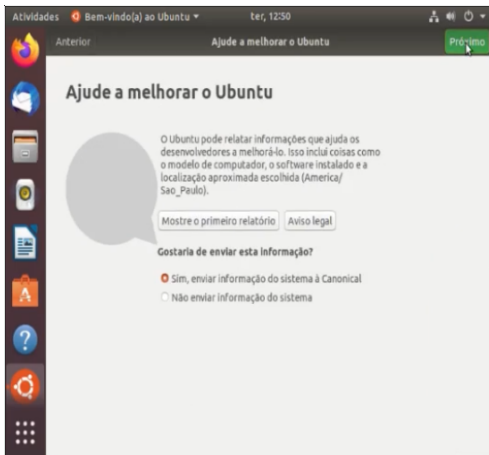 Atividades Bem-vindo(a) ao Ubuntu ter, 12:50
Anterior Ajude a melhorar o Ubuntu Próximo
Ajude a melhorar o Ubuntu
O Ubuntu pode relatar informações que ajuda os
desenvolvedores a melhorá-lo. Isso inclui coisas como
o modelo de computador, o software instalado e a
localização aproximada escolhida (America/
Sao_Paulo).
Mostre o primeiro relatório Aviso legal
Gostaria de enviar esta informação?
Sim, enviar informação do sistema à Canonical
Não enviar informação do sistema